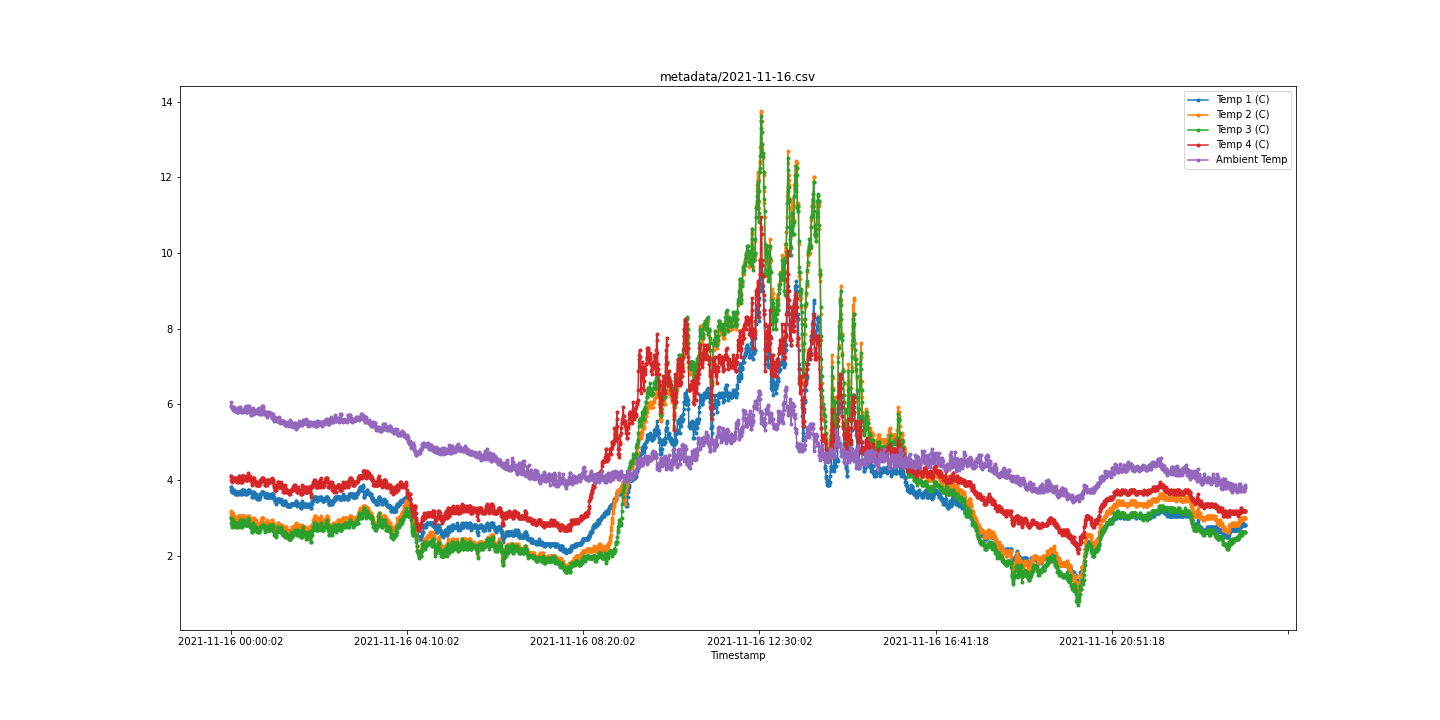 metadata/2021-11-16.csv
Temp 1 (C)
Temp 2 (C)
Temp 3 (C)
Temp 4 (C)
Ambient Temp
14
12
10
8
6
4
2
2021-11-16 00:00:02
2021-11-16 04:10:02
2021-11-16 08:20:02
2021-11-16 12:30:02
2021-11-16 16:41:18
2021-11-16 20:51:18
Timestamp